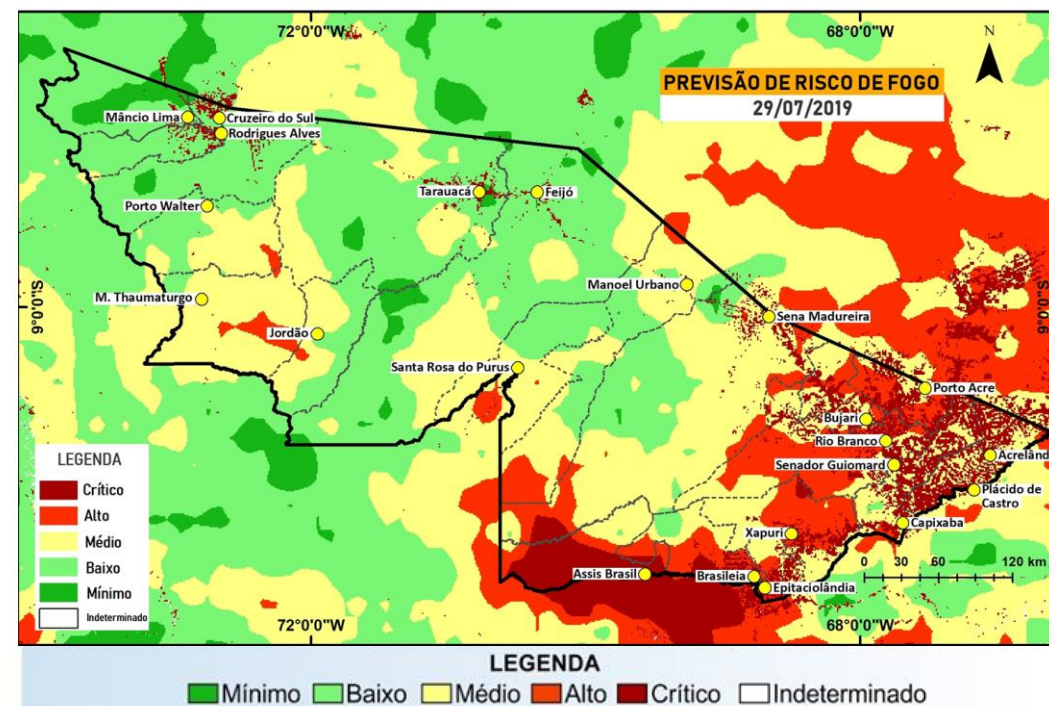 72°0'0"W
68°0'0"W
N
PREVISÃO DE RISCO DE FOGO
29/07/2019
Mâncio Lima
Cruzeiro do Sul
Rodrigues Alves
Tarauacá
Feijó
Porto Walter
Manoel Urbano
M. Thaumaturgo
9°0'0"S
9°0'0"S
Sena Madureira
Jordão
Santa Rosa do Purus
Porto Acre
Bujari
Rio Branco
Senador Guiomard
Acrelând
Plácido de
Castro
Capixaba
Xapuri
Assis Brasil
Brasileia
Epitaciolândia
0 30 60 120 km
LEGENDA
Crítico
Alto
Médio
Baixo
Mínimo
Indeterminado
72°0'0"W
68°0'0"W
LEGENDA
Mínimo Baixo Médio Alto Crítico Indeterminado